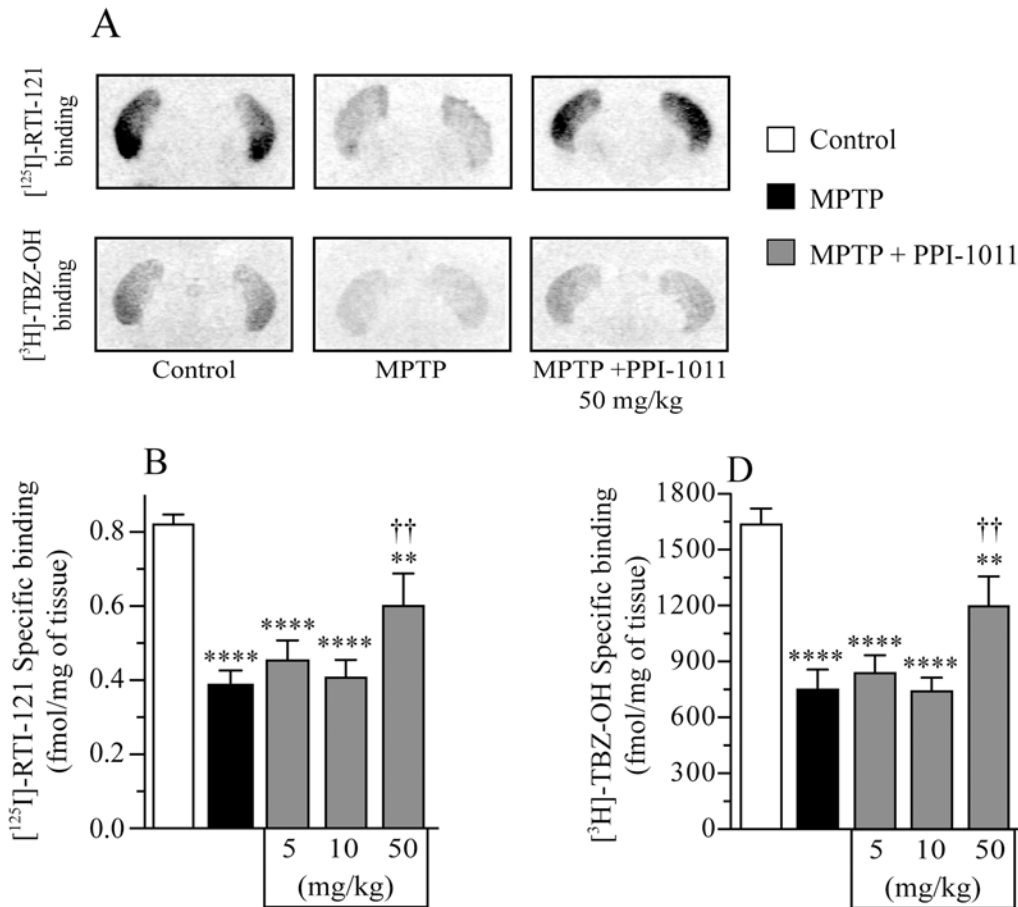 A
[¹²⁵I]-RTI-121
binding
Control
MPTP
MPTP + PPI-1011
[³H]-TBZ-OH
binding
Control
MPTP
MPTP +PPI-1011
50 mg/kg
B
[¹²⁵I]-RTI-121 Specific binding
(fmol/mg of tissue)
0.8
0.6
0.4
0.2
0.0
****
****
****
††
**
5 10 50
(mg/kg)
D
[³H]-TBZ-OH Specific binding
(fmol/mg of tissue)
1800
1500
1200
900
600
300
0
****
****
****
††
**
5 10 50
(mg/kg)